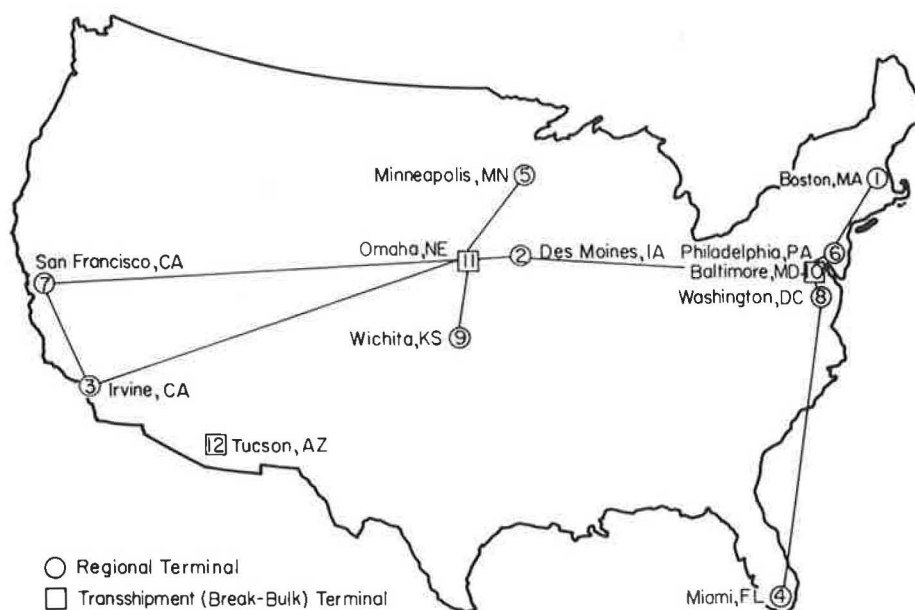 Minneapolis, MN 5
Boston, MA 1
Omaha, NE 11
2 Des Moines, IA
Philadelphia, PA 6
San Francisco, CA
7
Baltimore, MD 10
Washington, DC 8
Wichita, KS 9
3 Irvine, CA
12 Tucson, AZ
Regional Terminal
Transshipment (Break-Bulk) Terminal
Miami, FL 4